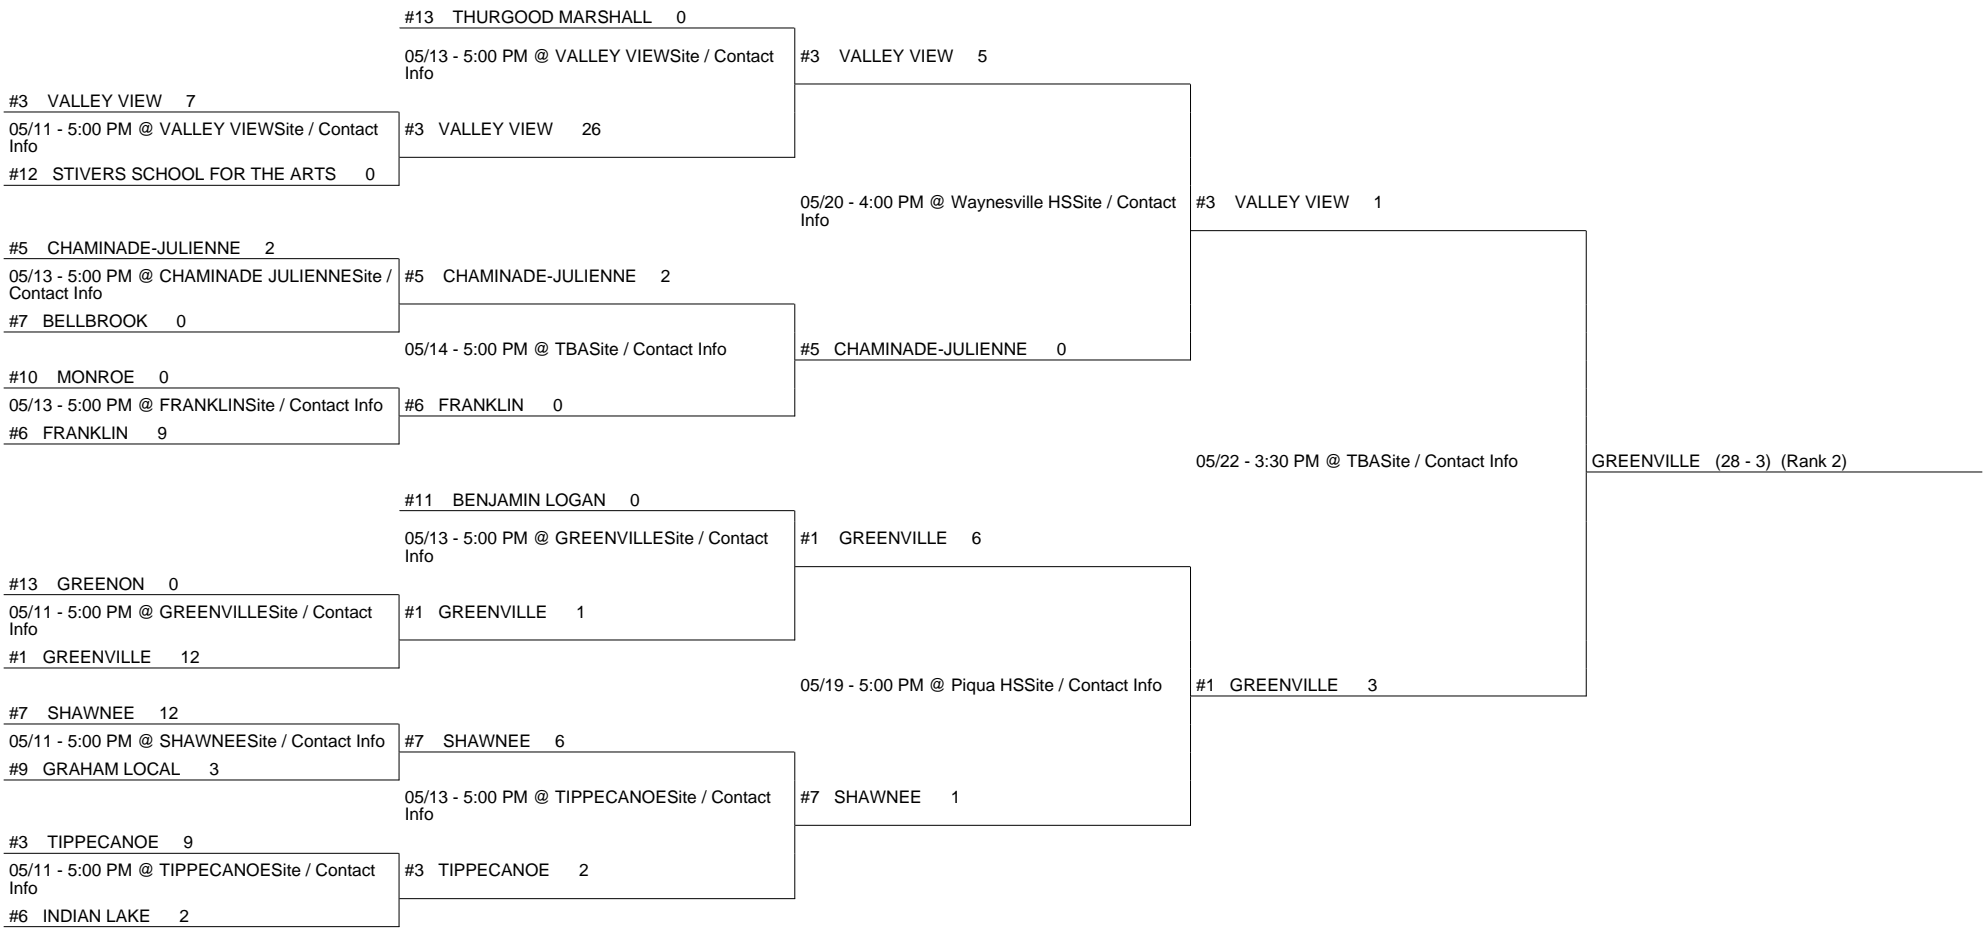 #13 THURGOOD MARSHALL 0
05/13 - 5:00 PM @ VALLEY VIEWSite / Contact
Info
#3 VALLEY VIEW 5
#3 VALLEY VIEW 7
05/11 - 5:00 PM @ VALLEY VIEWSite / Contact
Info
#3 VALLEY VIEW 26
#12 STIVERS SCHOOL FOR THE ARTS 0
05/20 - 4:00 PM @ Waynesville HSSite / Contact
Info
#3 VALLEY VIEW 1
#5 CHAMINADE-JULIENNE 2
05/13 - 5:00 PM @ CHAMINADE JULIENNESite /
Contact Info
#5 CHAMINADE-JULIENNE 2
#7 BELLBROOK 0
05/14 - 5:00 PM @ TBASite / Contact Info
#5 CHAMINADE-JULIENNE 0
#10 MONROE 0
05/13 - 5:00 PM @ FRANKLINSite / Contact Info
#6 FRANKLIN 0
#6 FRANKLIN 9
05/22 - 3:30 PM @ TBASite / Contact Info
GREENVILLE (28 - 3) (Rank 2)
#11 BENJAMIN LOGAN 0
05/13 - 5:00 PM @ GREENVILLESite / Contact
Info
#1 GREENVILLE 6
#13 GREENON 0
05/11 - 5:00 PM @ GREENVILLESite / Contact
Info
#1 GREENVILLE 1
#1 GREENVILLE 12
05/19 - 5:00 PM @ Piqua HSSite / Contact Info
#1 GREENVILLE 3
#7 SHAWNEE 12
05/11 - 5:00 PM @ SHAWNEESite / Contact Info
#7 SHAWNEE 6
#9 GRAHAM LOCAL 3
05/13 - 5:00 PM @ TIPPECANOESite / Contact
Info
#7 SHAWNEE 1
#3 TIPPECANOE 9
05/11 - 5:00 PM @ TIPPECANOESite / Contact
Info
#3 TIPPECANOE 2
#6 INDIAN LAKE 2